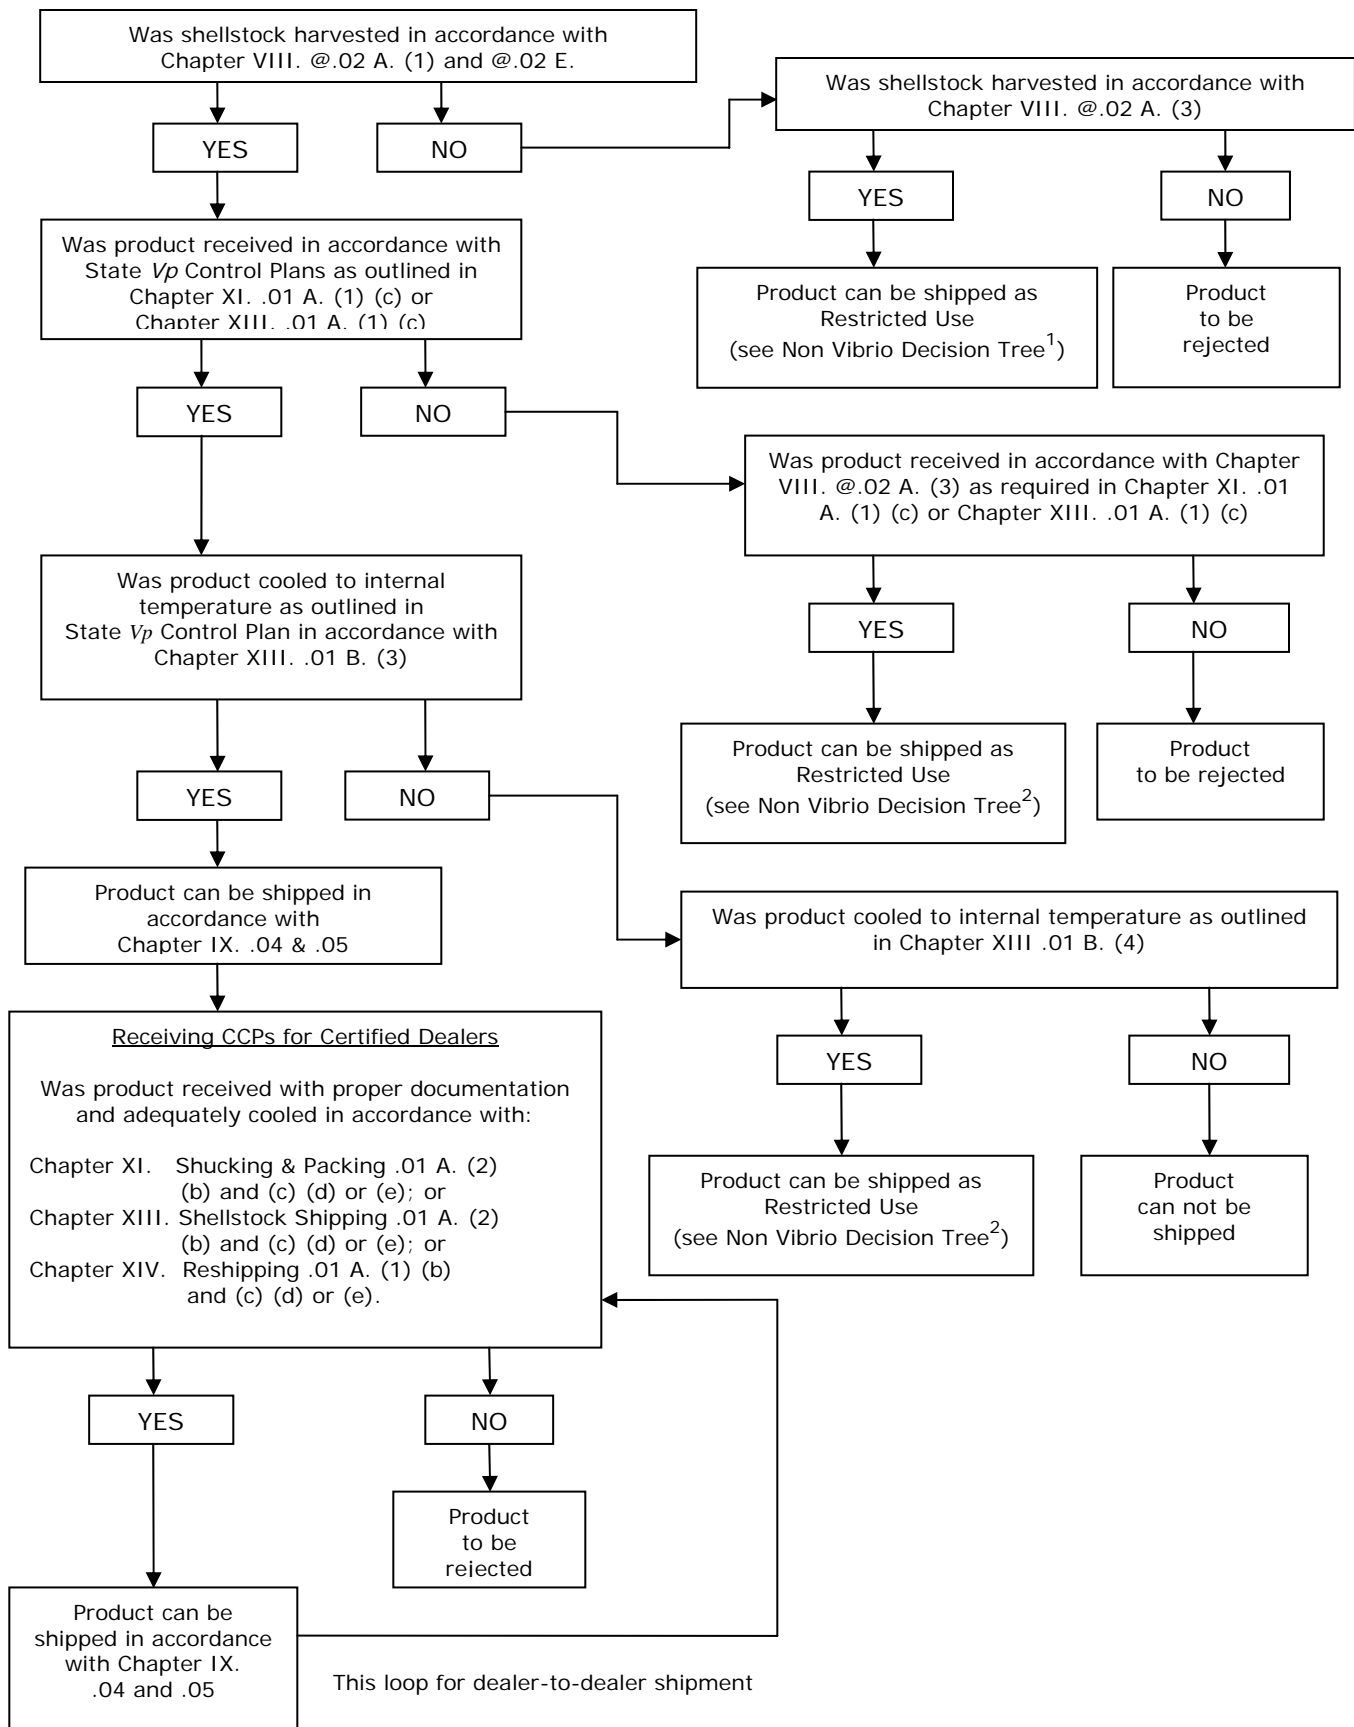 Was shellstock harvested in accordance with
Chapter VIII. @.02 A. (1) and @.02 E.
YES
NO
Was shellstock harvested in accordance with
Chapter VIII. @.02 A. (3)
YES
NO
Product can be shipped as
Restricted Use
(see Non Vibrio Decision Tree1)
Product
to be
rejected
Was product received in accordance with
State Vp Control Plans as outlined in
Chapter XI. .01 A. (1) (c) or
Chapter XIII. .01 A. (1) (c)
YES
NO
Was product received in accordance with Chapter
VIII. @.02 A. (3) as required in Chapter XI. .01
A. (1) (c) or Chapter XIII. .01 A. (1) (c)
YES
NO
Product can be shipped as
Restricted Use
(see Non Vibrio Decision Tree2)
Product
to be rejected
Was product cooled to internal
temperature as outlined in
State Vp Control Plan in accordance with
Chapter XIII. .01 B. (3)
YES
NO
Was product cooled to internal temperature as outlined
in Chapter XIII .01 B. (4)
YES
NO
Product can be shipped as
Restricted Use
(see Non Vibrio Decision Tree2)
Product
can not be
shipped
Product can be shipped in
accordance with
Chapter IX. .04 & .05
Receiving CCPs for Certified Dealers
Was product received with proper documentation
and adequately cooled in accordance with:
Chapter XI. Shucking & Packing .01 A. (2)
(b) and (c) (d) or (e); or
Chapter XIII. Shellstock Shipping .01 A. (2)
(b) and (c) (d) or (e); or
Chapter XIV. Reshipping .01 A. (1) (b)
and (c) (d) or (e).
YES
NO
Product
to be
rejected
Product can be
shipped in accordance
with Chapter IX.
.04 and .05
This loop for dealer-to-dealer shipment